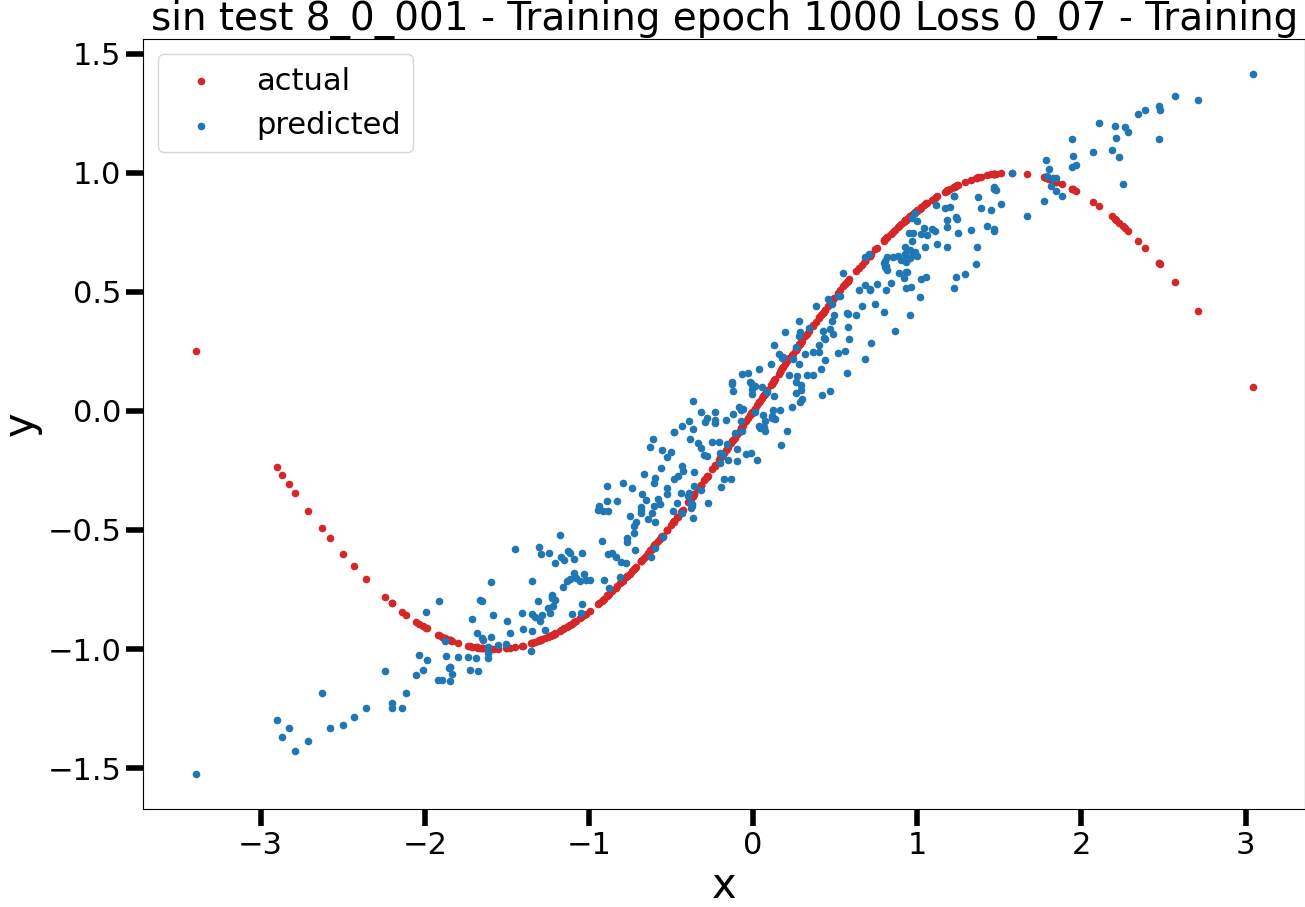 sin test 8_0_001 - Training epoch 1000 Loss 0_07 - Training
actual
predicted
y
1.5
1.0
0.5
0.0
−0.5
−1.0
−1.5
−3 −2 −1 0 1 2 3
x